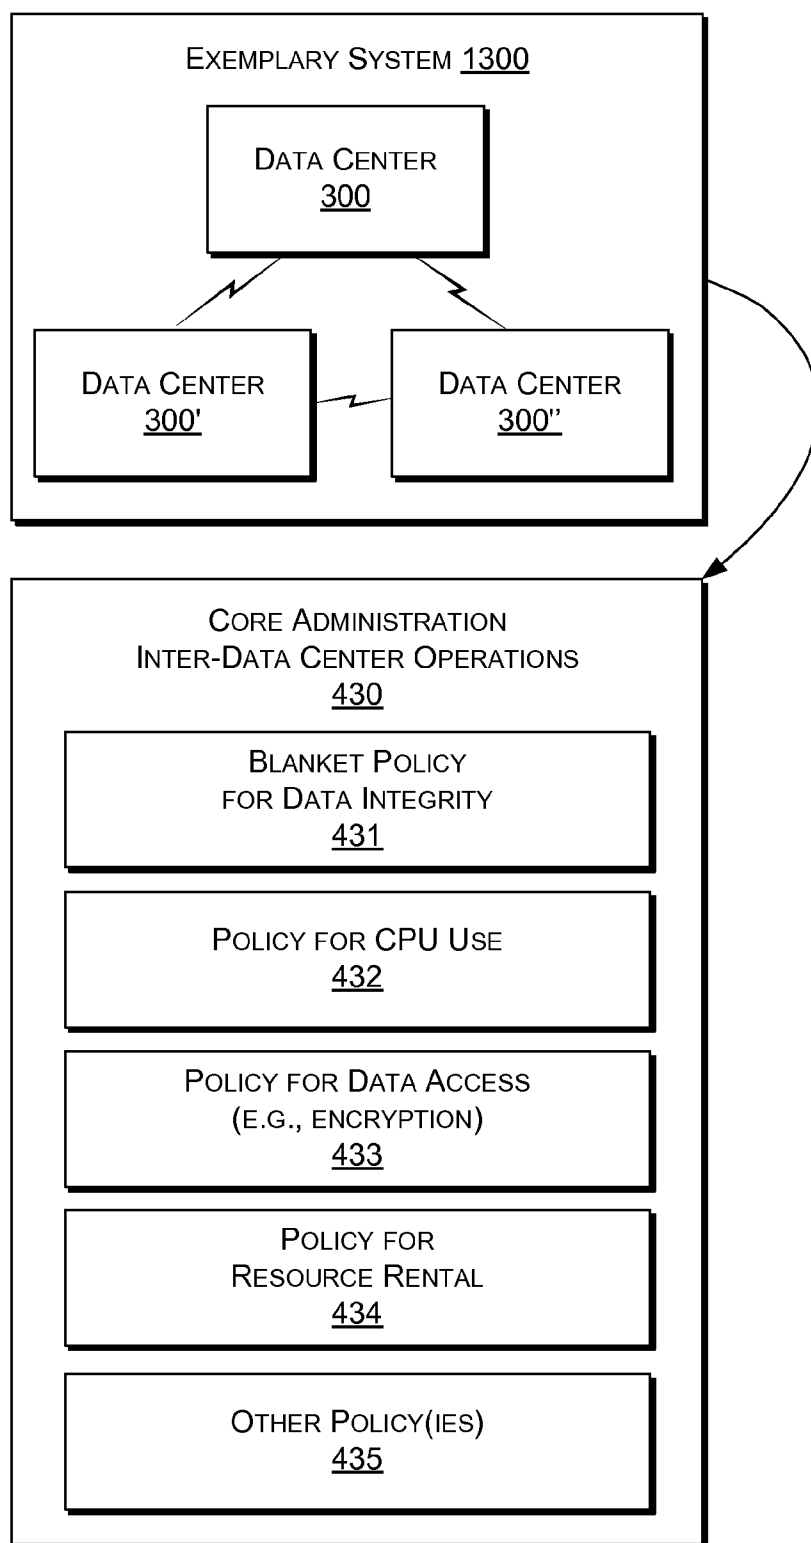 EXEMPLARY SYSTEM 1300
DATA CENTER
300
DATA CENTER
300'
DATA CENTER
300''
CORE ADMINISTRATION
INTER-DATA CENTER OPERATIONS
430
BLANKET POLICY
FOR DATA INTEGRITY
431
POLICY FOR CPU USE
432
POLICY FOR DATA ACCESS
(E.G., ENCRYPTION)
433
POLICY FOR
RESOURCE RENTAL
434
OTHER POLICY(IES)
435